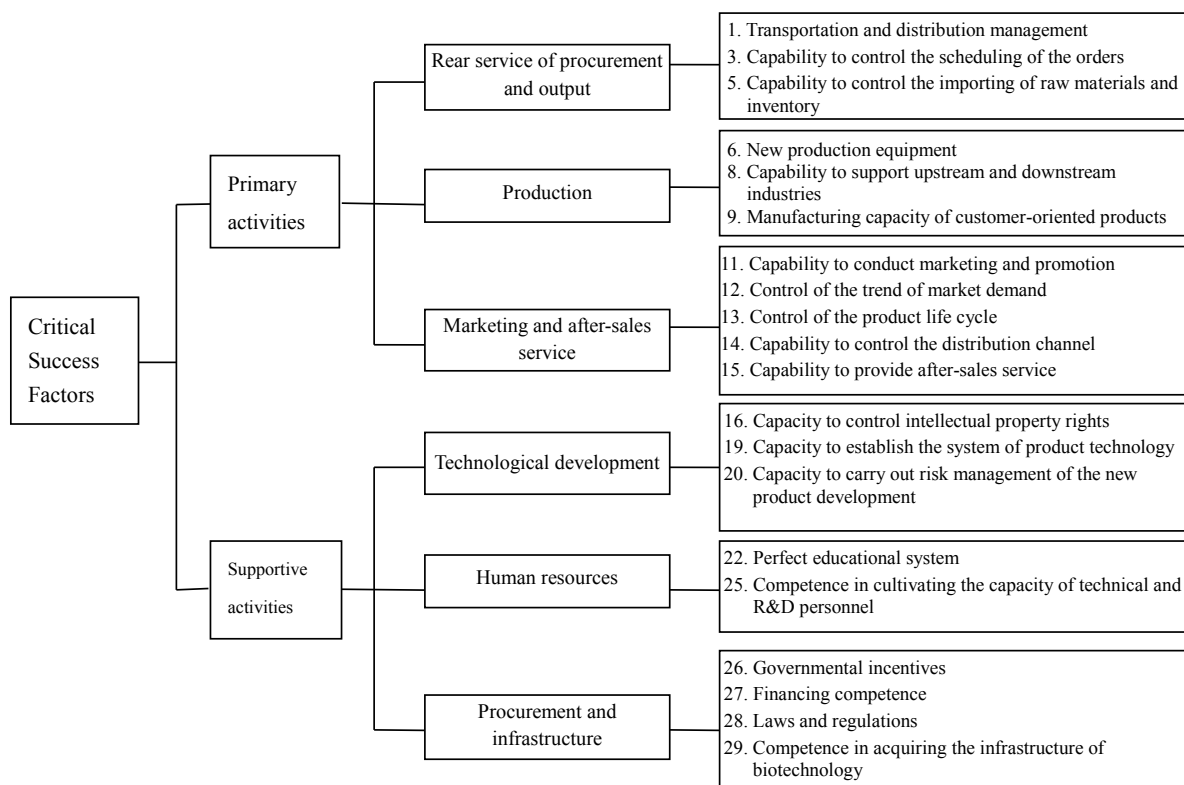 Critical
Success
Factors
Primary
activities
Supportive
activities
Rear service of procurement
and output
Production
Marketing and after-sales
service
Technological development
Human resources
Procurement and
infrastructure
1. Transportation and distribution management
3. Capability to control the scheduling of the orders
5. Capability to control the importing of raw materials and
inventory
6. New production equipment
8. Capability to support upstream and downstream
industries
9. Manufacturing capacity of customer-oriented products
11. Capability to conduct marketing and promotion
12. Control of the trend of market demand
13. Control of the product life cycle
14. Capability to control the distribution channel
15. Capability to provide after-sales service
16. Capacity to control intellectual property rights
19. Capacity to establish the system of product technology
20. Capacity to carry out risk management of the new
product development
22. Perfect educational system
25. Competence in cultivating the capacity of technical and
R&D personnel
26. Governmental incentives
27. Financing competence
28. Laws and regulations
29. Competence in acquiring the infrastructure of
biotechnology